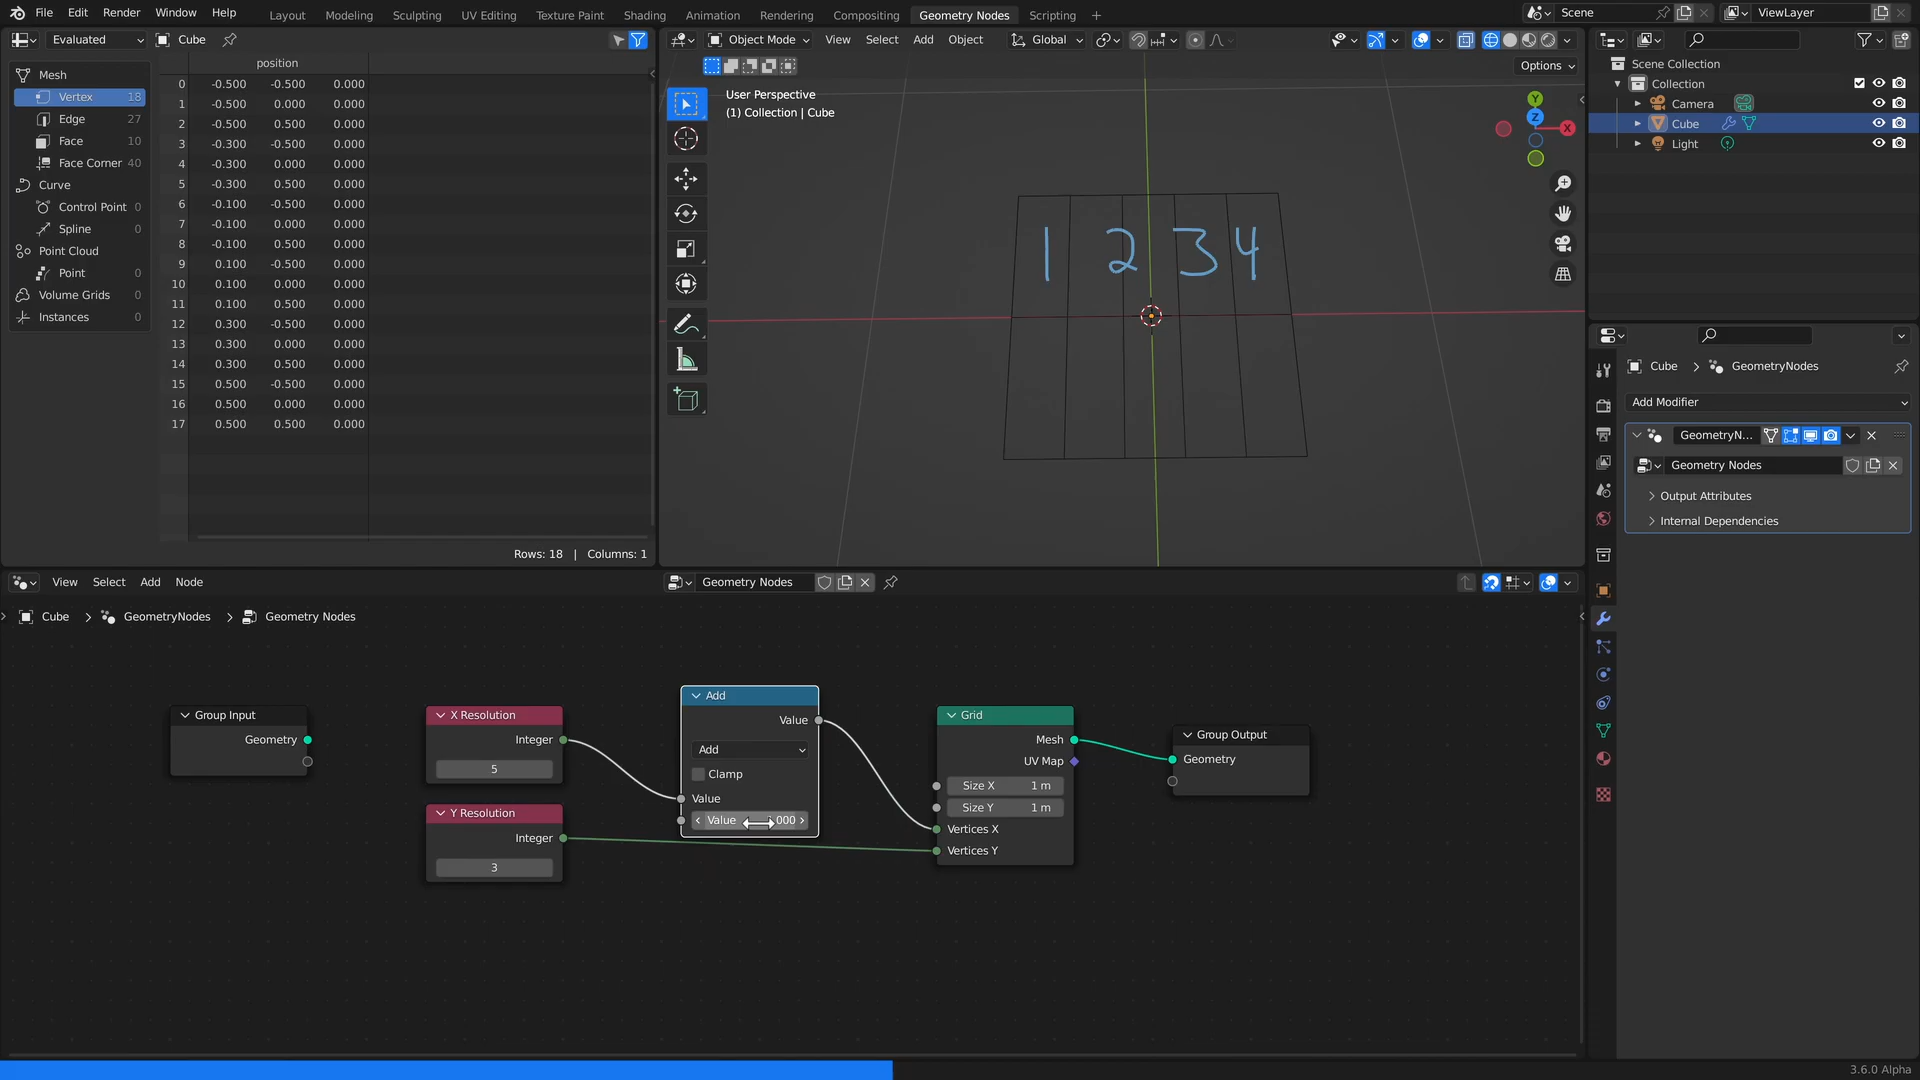 File Edit Render Window Help Layout Modeling Sculpting UV Editing Texture Paint Shading Animation Rendering Compositing Geometry Nodes Scripting + Scene ViewLayer
Evaluated Cube
position
Mesh
Vertex 18
Edge 27
Face 10
Face Corner 40
Curve
Control Point 0
Spline 0
Point Cloud
Point 0
Volume Grids 0
Instances 0
0 -0.500 -0.500 0.000
1 -0.500 0.000 0.000
2 -0.500 0.500 0.000
3 -0.300 -0.500 0.000
4 -0.300 0.000 0.000
5 -0.300 0.500 0.000
6 -0.100 -0.500 0.000
7 -0.100 0.000 0.000
8 -0.100 0.500 0.000
9 0.100 -0.500 0.000
10 0.100 0.000 0.000
11 0.100 0.500 0.000
12 0.300 -0.500 0.000
13 0.300 0.000 0.000
14 0.300 0.500 0.000
15 0.500 -0.500 0.000
16 0.500 0.000 0.000
17 0.500 0.500 0.000
Rows: 18 | Columns: 1
Object Mode View Select Add Object Global
Options
User Perspective
(1) Collection | Cube
Y
Z
X
1 2 3 4
Scene Collection
Collection
Camera
Cube
Light
Cube > GeometryNodes
Add Modifier
GeometryN...
Geometry Nodes
Output Attributes
Internal Dependencies
View Select Add Node Geometry Nodes
Cube > GeometryNodes > Geometry Nodes
Group Input
Geometry
X Resolution
Integer
5
Y Resolution
Integer
3
Add
Value
Add
Clamp
Value
Value 000
Grid
Mesh
UV Map
Size X 1 m
Size Y 1 m
Vertices X
Vertices Y
Group Output
Geometry
3.6.0 Alpha